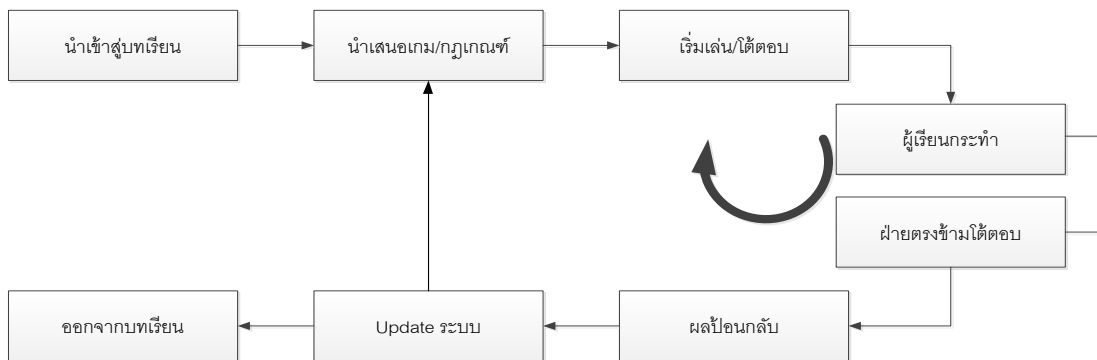 นำเข้าสู่บทเรียน
นำเสนอเกม/กฎเกณฑ์
เริ่มเล่น/โต้ตอบ
ผู้เรียนกระทำ
ฝ่ายตรงข้ามโต้ตอบ
ผลป้อนกลับ
Update ระบบ
ออกจากบทเรียน